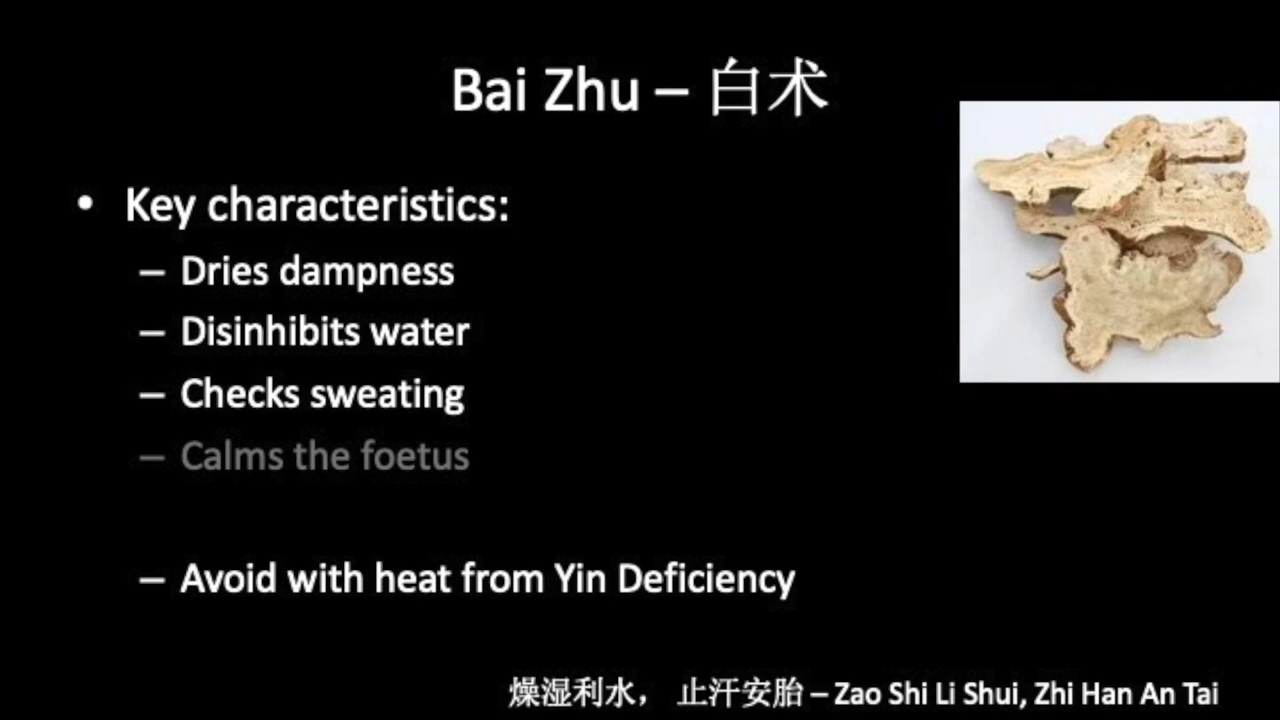 Bai Zhu – 白术
• Key characteristics:
– Dries dampness
– Disinhibits water
– Checks sweating
– Calms the foetus
– Avoid with heat from Yin Deficiency
燥湿利水， 止汗安胎 – Zao Shi Li Shui, Zhi Han An Tai